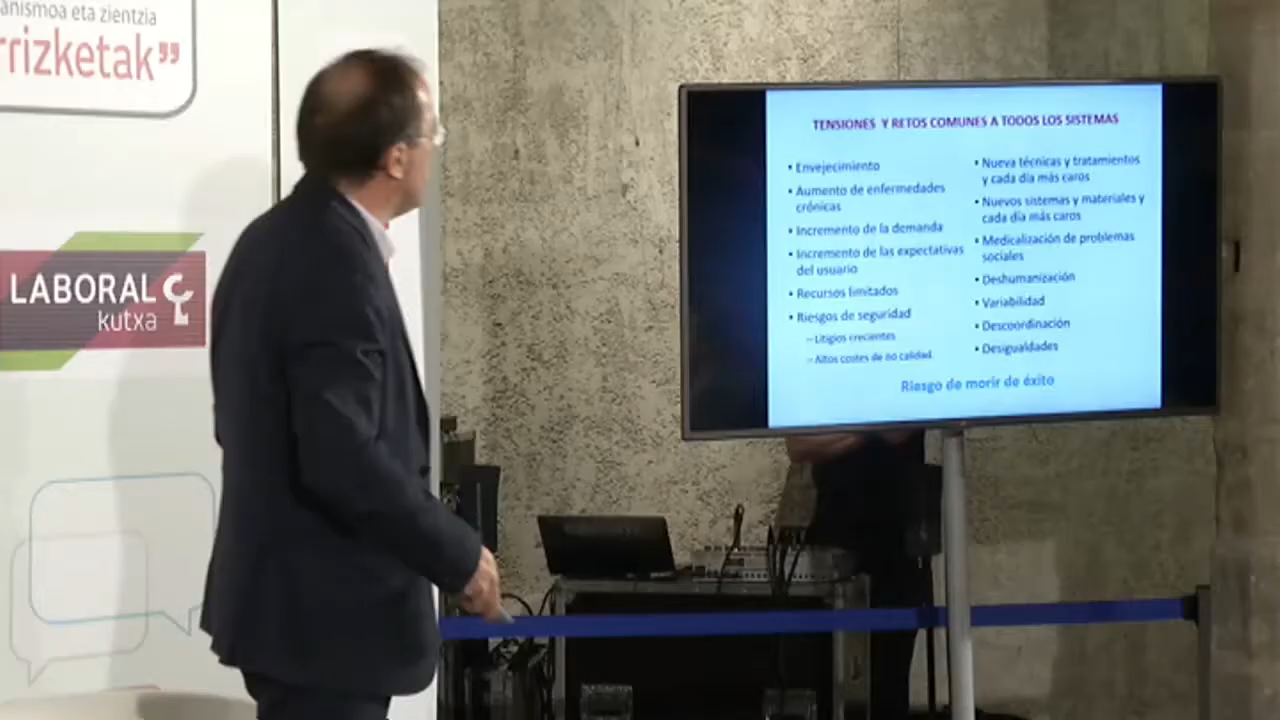 anismoa eta zientzia
rrizketak”
LABORAL
kutxa
TENSIONES Y RETOS COMUNES A TODOS LOS SISTEMAS
• Envejecimiento
• Aumento de enfermedades
crónicas
• Incremento de la demanda
• Incremento de las expectativas
del usuario
• Recursos limitados
• Riesgos de seguridad
– Litigios crecientes
– Altos costes de no calidad
• Nueva técnicas y tratamientos
y cada día más caros
• Nuevos sistemas y materiales y
cada día más caros
• Medicalización de problemas
sociales
• Deshumanización
• Variabilidad
• Descoordinación
• Desigualdades
Riesgo de morir de éxito